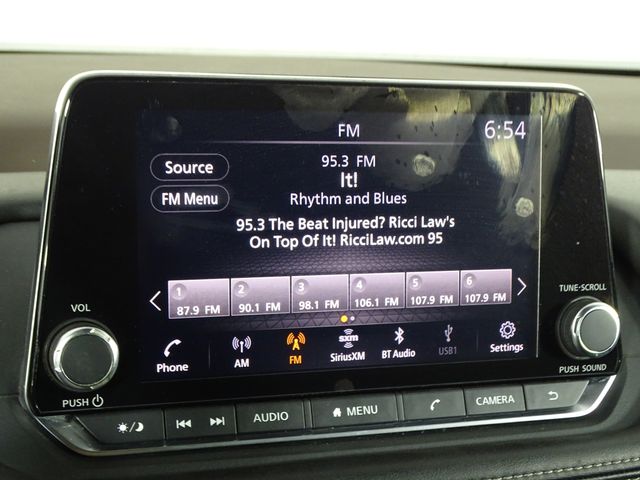 FM
6:54
Source
95.3 FM
It!
FM Menu
Rhythm and Blues
95.3 The Beat Injured? Ricci Law's
On Top Of It! RicciLaw.com 95
1 2 3 4 5 6
87.9 FM 90.1 FM 98.1 FM 106.1 FM 107.9 FM 107.9 FM
VOL
TUNE·SCROLL
Phone
AM
FM
sxm
SiriusXM
BT Audio
USB1
Settings
PUSH
PUSH SOUND
AUDIO
MENU
CAMERA